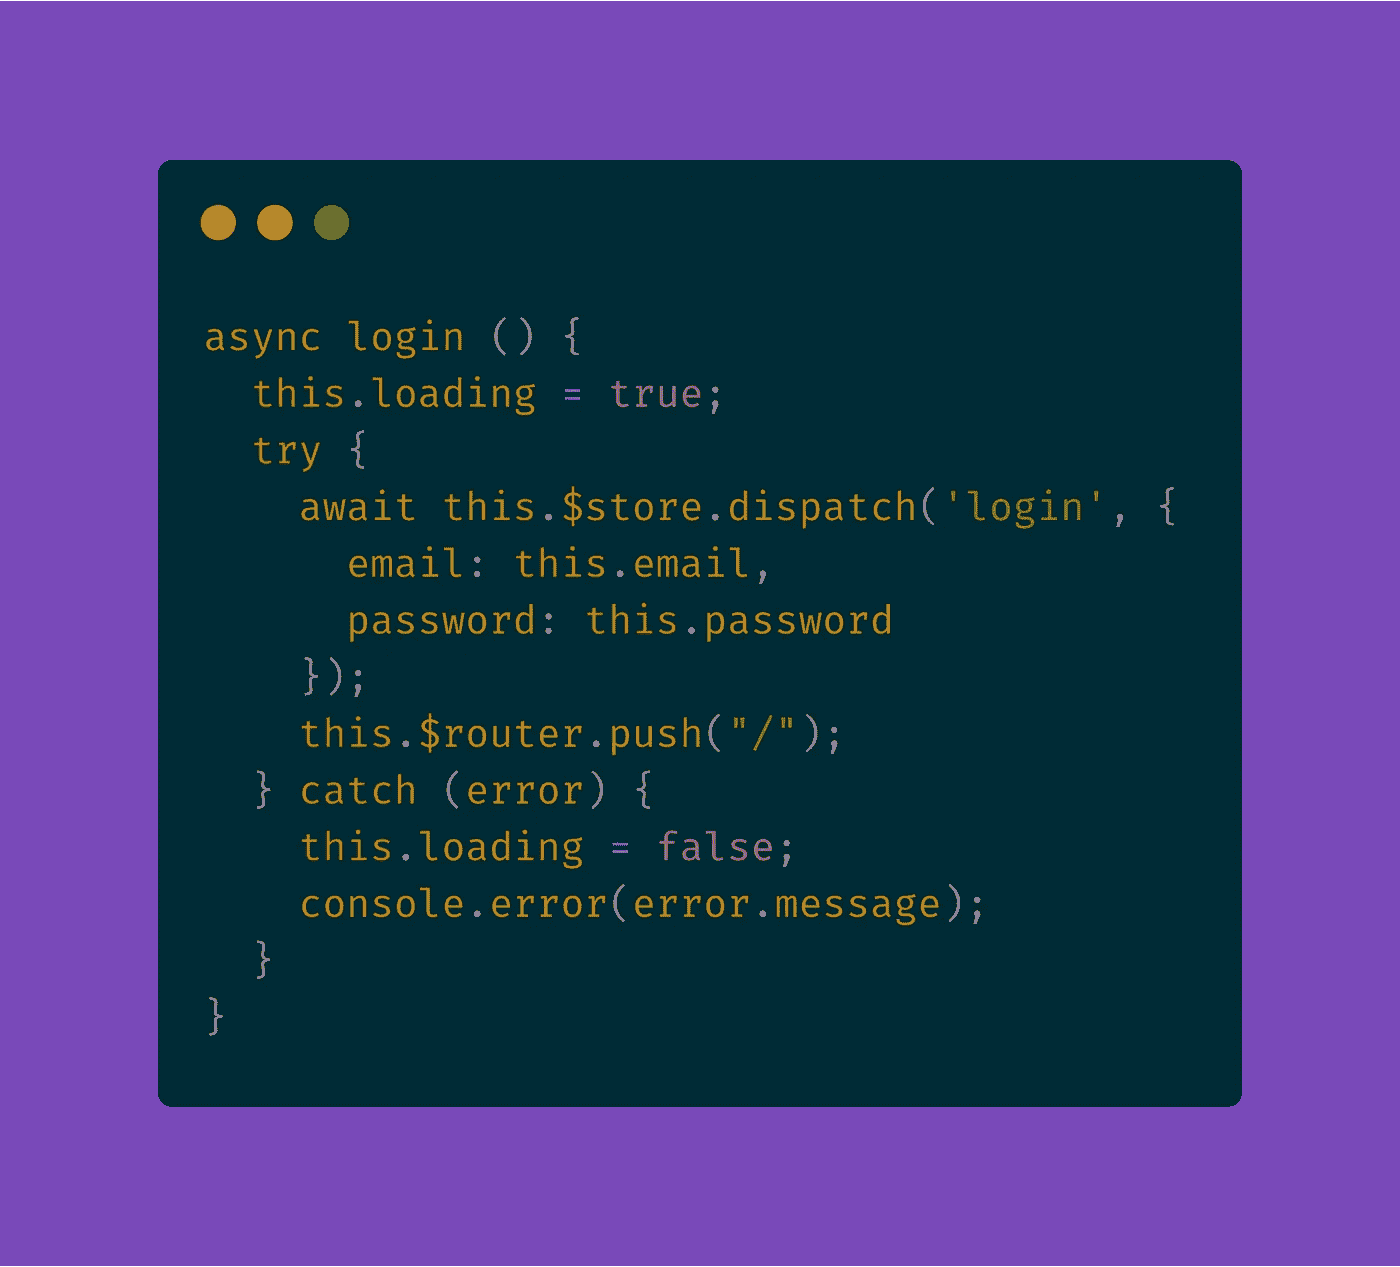 async login () {
  this.loading = true;
  try {
    await this.$store.dispatch('login', {
      email: this.email,
      password: this.password
    });
    this.$router.push("/");
  } catch (error) {
    this.loading = false;
    console.error(error.message);
  }
}